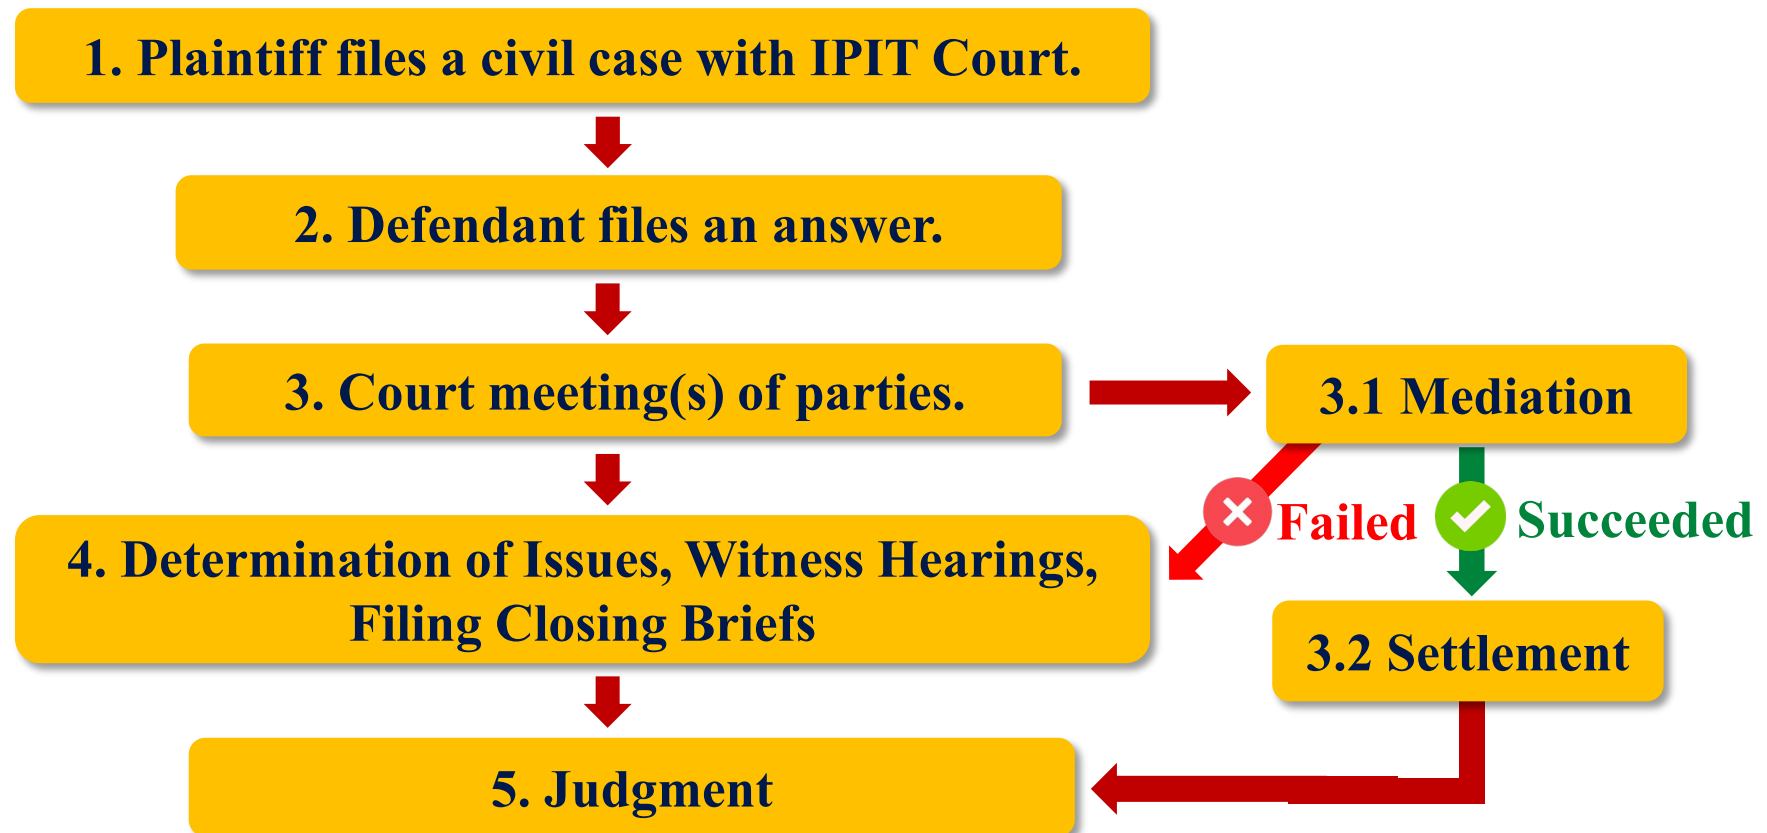 1. Plaintiff files a civil case with IPIT Court.
2. Defendant files an answer.
3. Court meeting(s) of parties.
3.1 Mediation
Failed
Succeeded
4. Determination of Issues, Witness Hearings,
Filing Closing Briefs
3.2 Settlement
5. Judgment